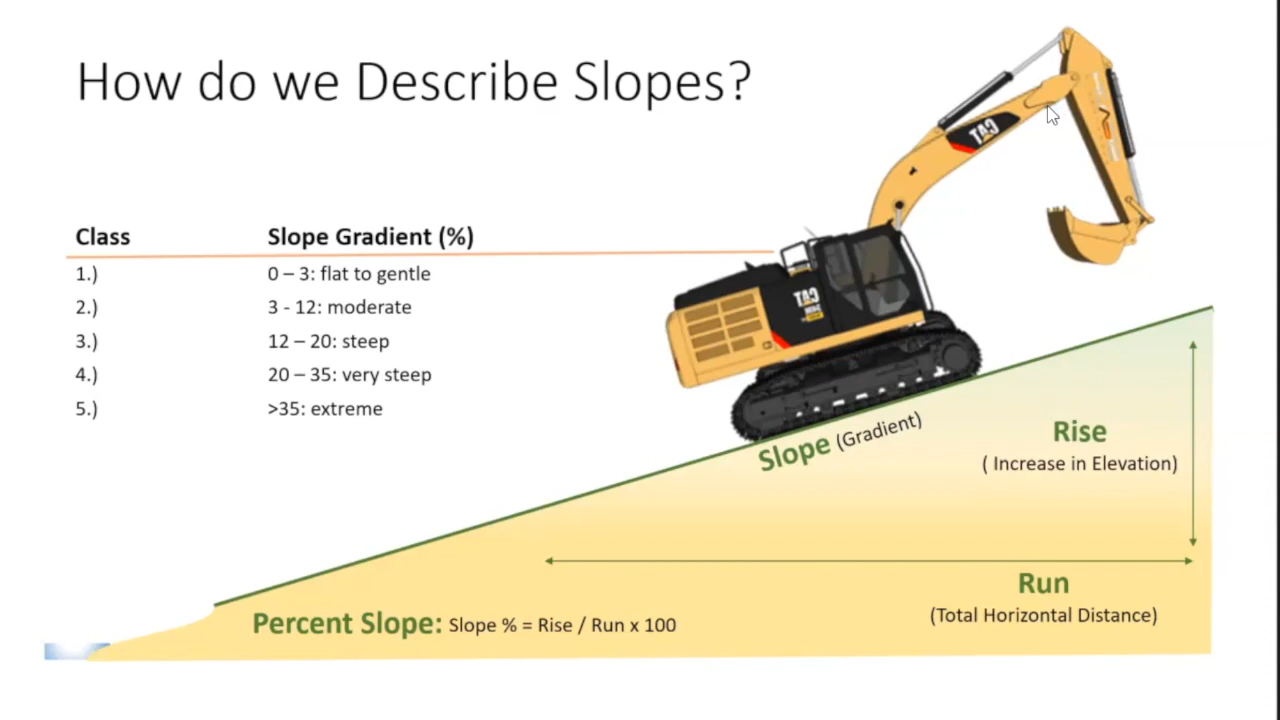 How do we Describe Slopes?
Class Slope Gradient (%)
1.) 0 – 3: flat to gentle
2.) 3 - 12: moderate
3.) 12 – 20: steep
4.) 20 – 35: very steep
5.) >35: extreme
CAT
CAT
Slope (Gradient)
Rise
( Increase in Elevation)
Run
(Total Horizontal Distance)
Percent Slope: Slope % = Rise / Run x 100